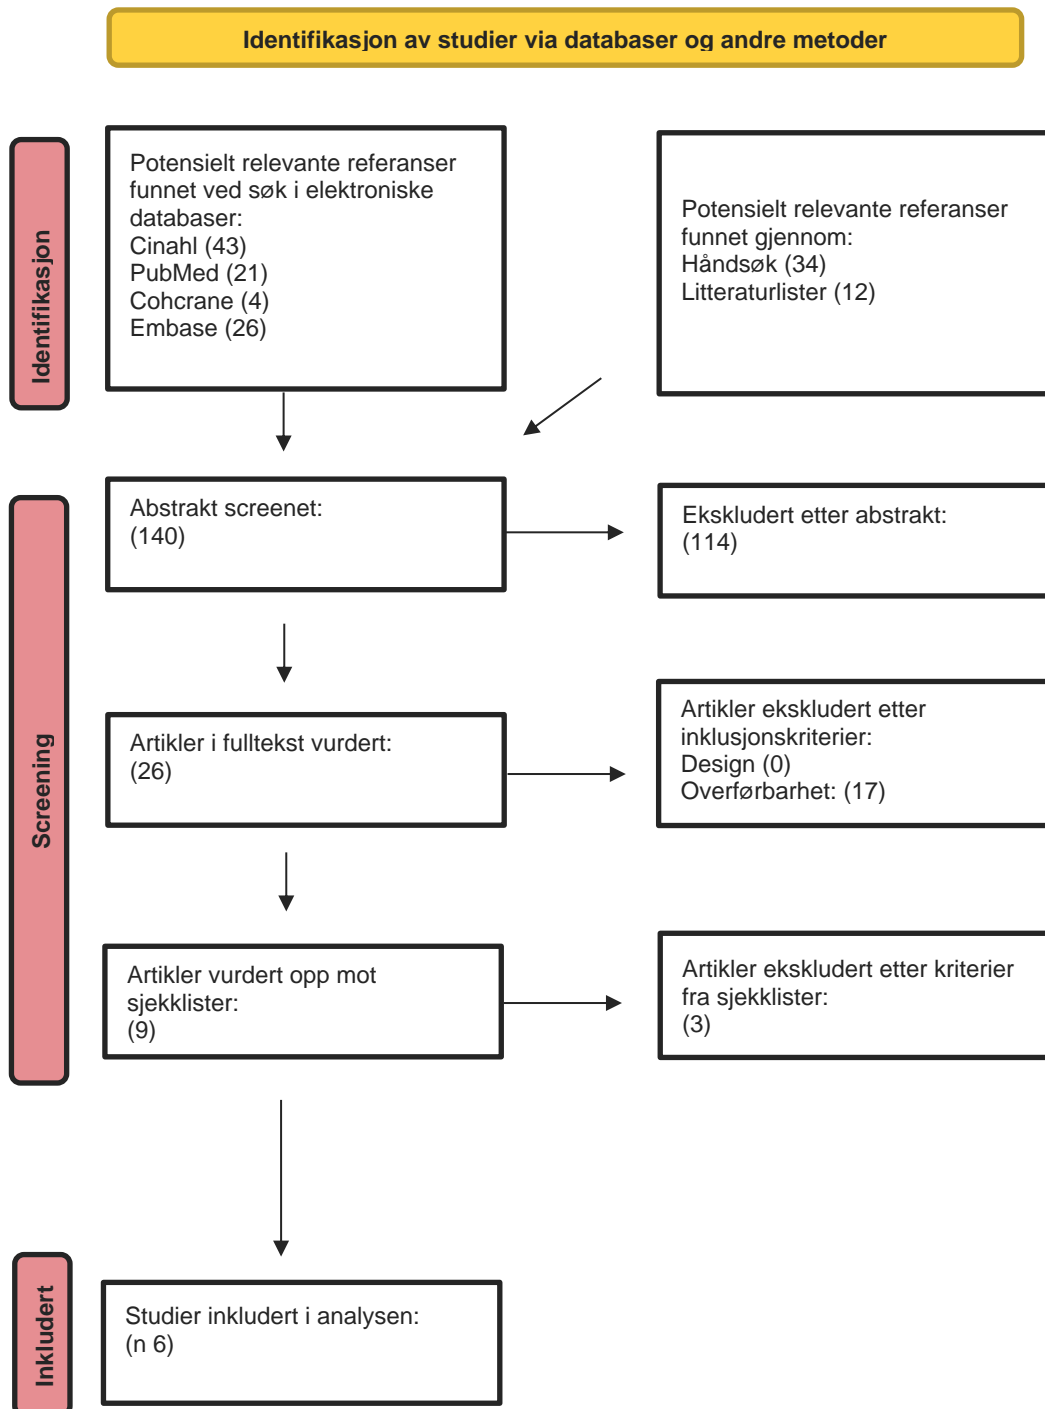 Identifikasjon av studier via databaser og andre metoder
Identifikasjon
Potensielt relevante referanser
funnet ved søk i elektroniske
databaser:
Cinahl (43)
PubMed (21)
Cohcrane (4)
Embase (26)
Potensielt relevante referanser
funnet gjennom:
Håndsøk (34)
Litteraturlister (12)
Screening
Abstrakt screenet:
(140)
Ekskludert etter abstrakt:
(114)
Artikler i fulltekst vurdert:
(26)
Artikler ekskludert etter
inklusjonskriterier:
Design (0)
Overførbarhet: (17)
Artikler vurdert opp mot
sjekklister:
(9)
Artikler ekskludert etter kriterier
fra sjekklister:
(3)
Inkludert
Studier inkludert i analysen:
(n 6)